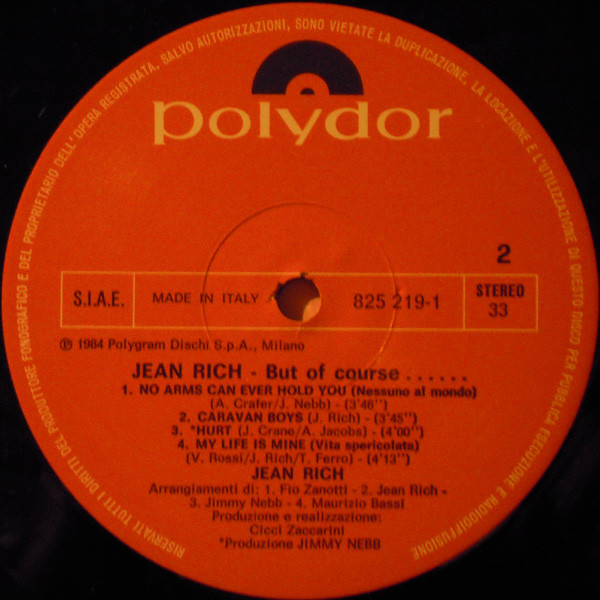 RISERVATI TUTTI I DIRITTI DEL PRODUTTORE FONOGRAFICO E DEL PROPRIETARIO DELL'OPERA REGISTRATA. SALVO AUTORIZZAZIONI, SONO VIETATE LA DUPLICAZIONE, LA LOCAZIONE E L'UTILIZZAZIONE DI QUESTO DISCO PER PUBBLICA ESECUZIONE E RADIODIFFUSIONE
polydor
2
S.I.A.E.
MADE IN ITALY
825 219-1
STEREO
33
℗ 1984 Polygram Dischi S.p.A., Milano
JEAN RICH - But of course ......
1. NO ARMS CAN EVER HOLD YOU (Nessuno al mondo)
(A. Crafer/J. Nebb) - (3'46'')
2. CARAVAN BOYS (J. Rich) - (3'45'')
3. *HURT (J. Crane/A. Jacobs) - (4'00'')
4. MY LIFE IS MINE (Vita spericolata)
(V. Rossi/J. Rich/T. Ferro) - (4'13'')
JEAN RICH
Arrangiamenti di: 1. Fio Zanotti - 2. Jean Rich -
3. Jimmy Nebb - 4. Maurizio Bassi
Produzione e realizzazione:
Cicci Zaccarini
*Produzione JIMMY NEBB